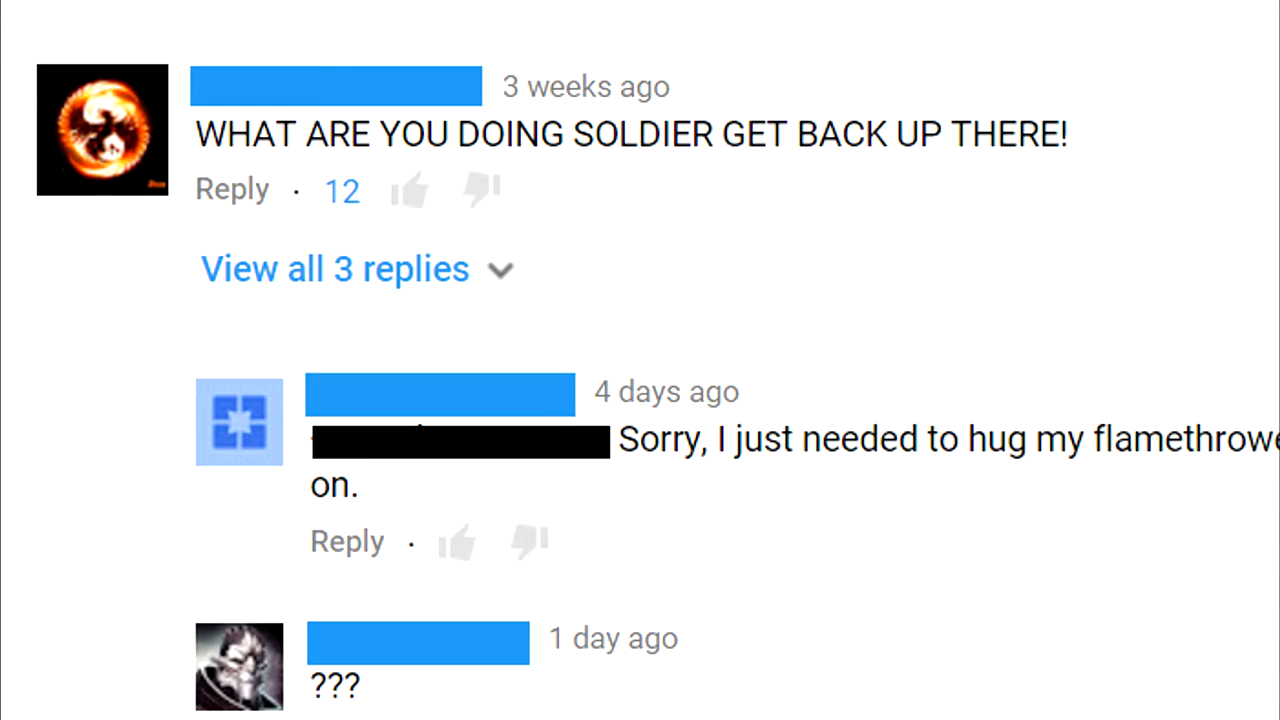 3 weeks ago
WHAT ARE YOU DOING SOLDIER GET BACK UP THERE!
Reply · 12
View all 3 replies
4 days ago
Sorry, I just needed to hug my
on.
Reply ·
1 day ago
???